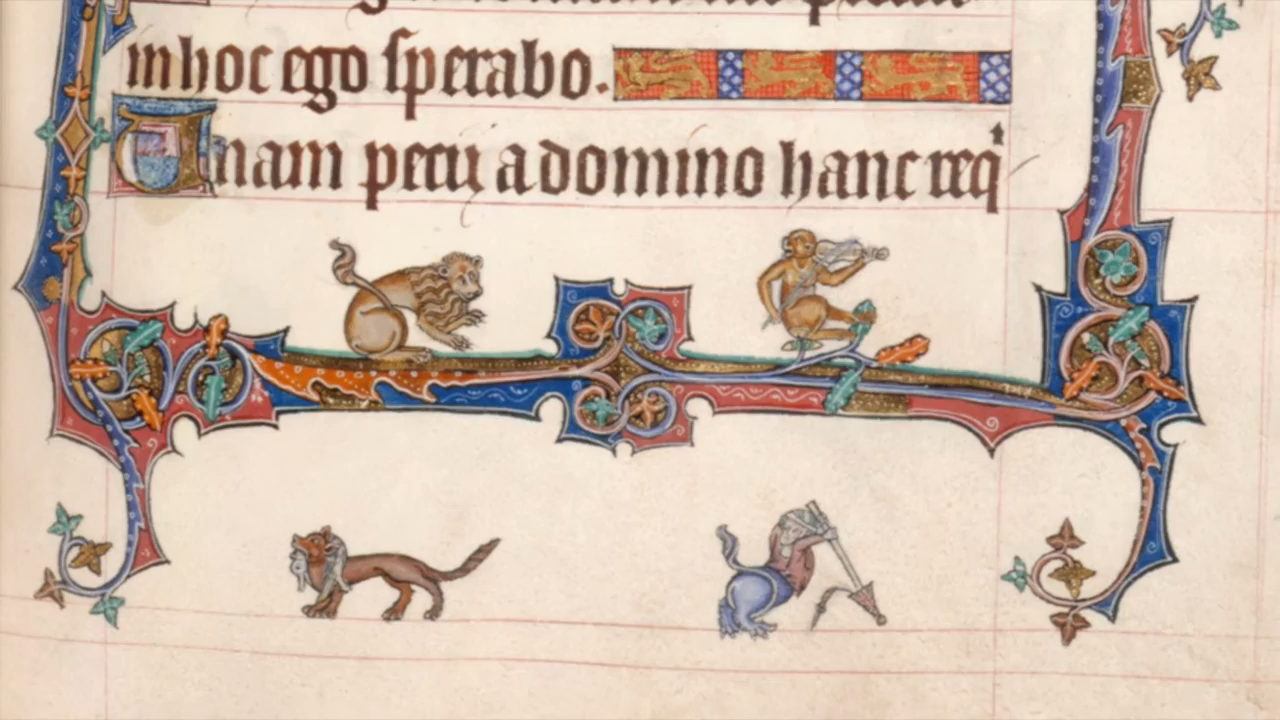 in hoc ego sperabo.
Unam petii a domino hanc req